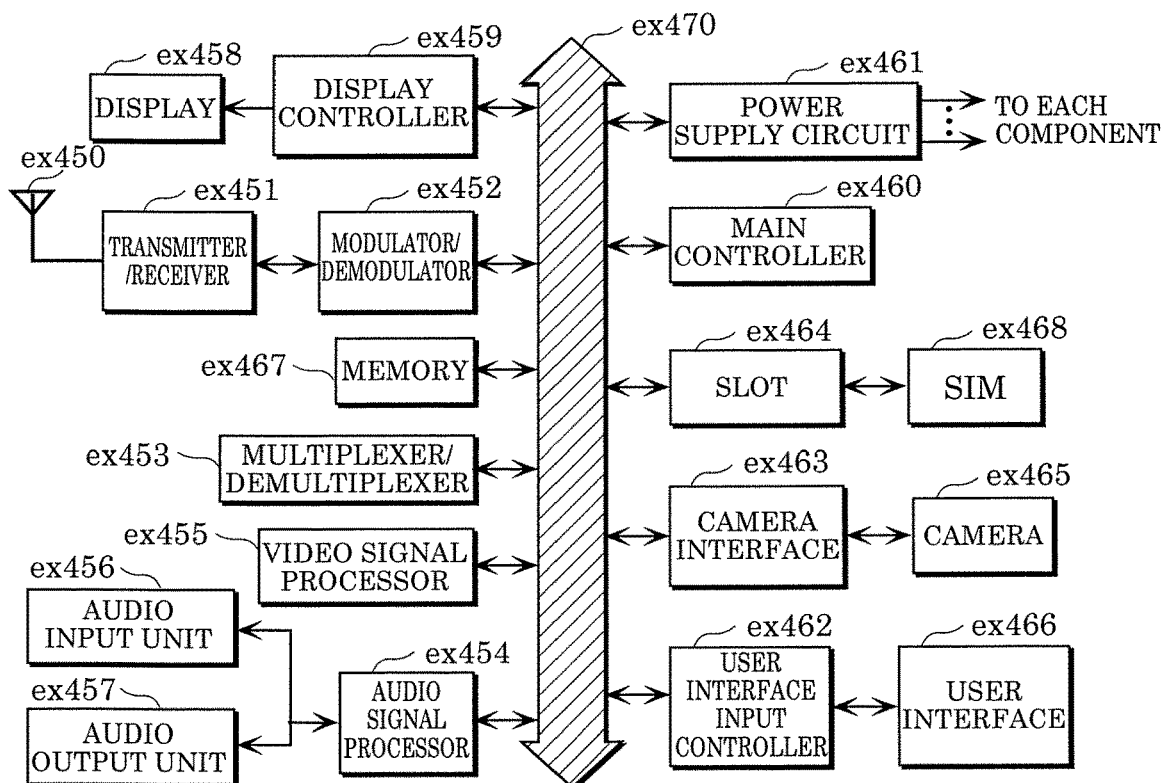 ex458
DISPLAY
ex459
DISPLAY
CONTROLLER
ex470
ex461
POWER
SUPPLY CIRCUIT
TO EACH
COMPONENT
ex450
ex451
TRANSMITTER
/RECEIVER
ex452
MODULATOR/
DEMODULATOR
ex460
MAIN
CONTROLLER
ex467
MEMORY
ex464
SLOT
ex468
SIM
ex453
MULTIPLEXER/
DEMULTIPLEXER
ex463
CAMERA
INTERFACE
ex465
CAMERA
ex455
VIDEO SIGNAL
PROCESSOR
ex456
AUDIO
INPUT UNIT
ex457
AUDIO
OUTPUT UNIT
ex454
AUDIO
SIGNAL
PROCESSOR
ex462
USER
INTERFACE
INPUT
CONTROLLER
ex466
USER
INTERFACE